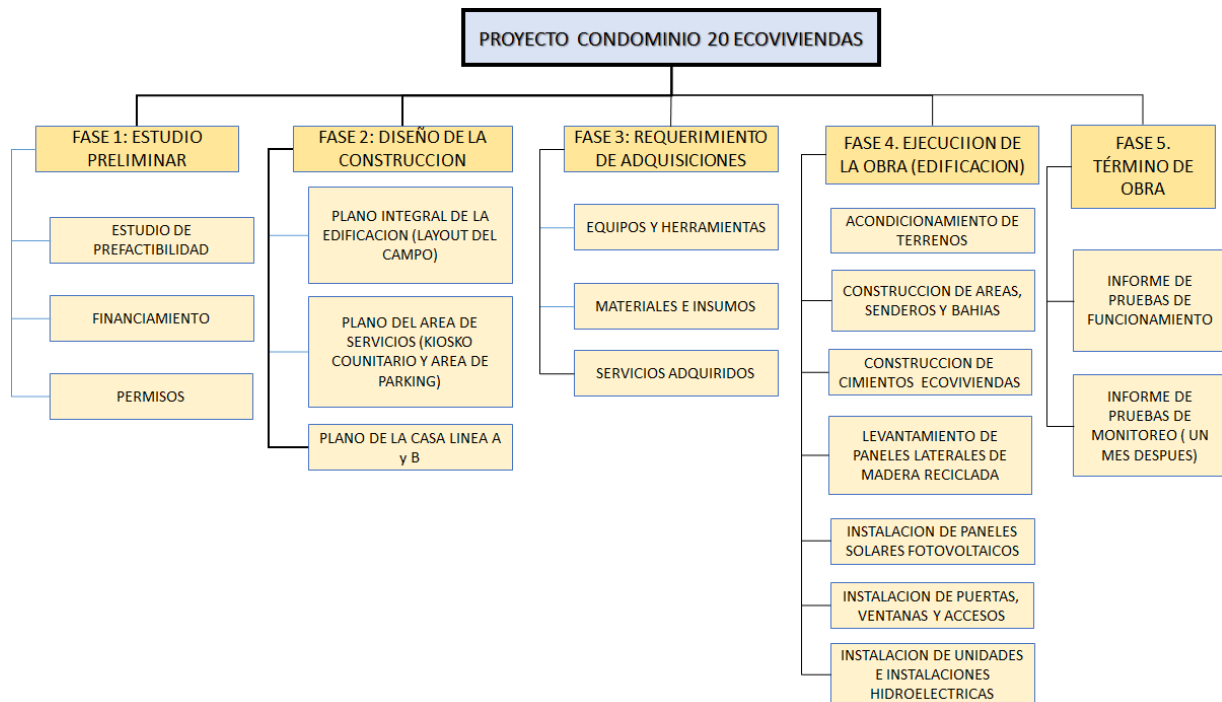 PROYECTO CONDOMINIO 20 ECOVIVIENDAS
FASE 1: ESTUDIO
PRELIMINAR
ESTUDIO DE
PREFACTIBILIDAD
FINANCIAMIENTO
PERMISOS
FASE 2: DISEÑO DE LA
CONSTRUCCION
PLANO INTEGRAL DE LA
EDIFICACION (LAYOUT DEL
CAMPO)
PLANO DEL AREA DE
SERVICIOS (KIOSKO
COUNITARIO Y AREA DE
PARKING)
PLANO DE LA CASA LINEA A
y B
FASE 3: REQUERIMIENTO
DE ADQUISICIONES
EQUIPOS Y HERRAMIENTAS
MATERIALES E INSUMOS
SERVICIOS ADQUIRIDOS
FASE 4. EJECUCIION DE
LA OBRA (EDIFICACION)
ACONDICIONAMIENTO DE
TERRENOS
CONSTRUCCION DE AREAS,
SENDEROS Y BAHIAS
CONSTRUCCION DE
CIMIENTOS ECOVIVIENDAS
LEVANTAMIENTO DE
PANELES LATERALES DE
MADERA RECICLADA
INSTALACION DE PANELES
SOLARES FOTOVOLTAICOS
INSTALACION DE PUERTAS,
VENTANAS Y ACCESOS
INSTALACION DE UNIDADES
E INSTALACIONES
HIDROELECTRICAS
FASE 5.
TÉRMINO DE
OBRA
INFORME DE
PRUEBAS DE
FUNCIONAMIENTO
INFORME DE
PRUEBAS DE
MONITOREO ( UN
MES DESPUES)